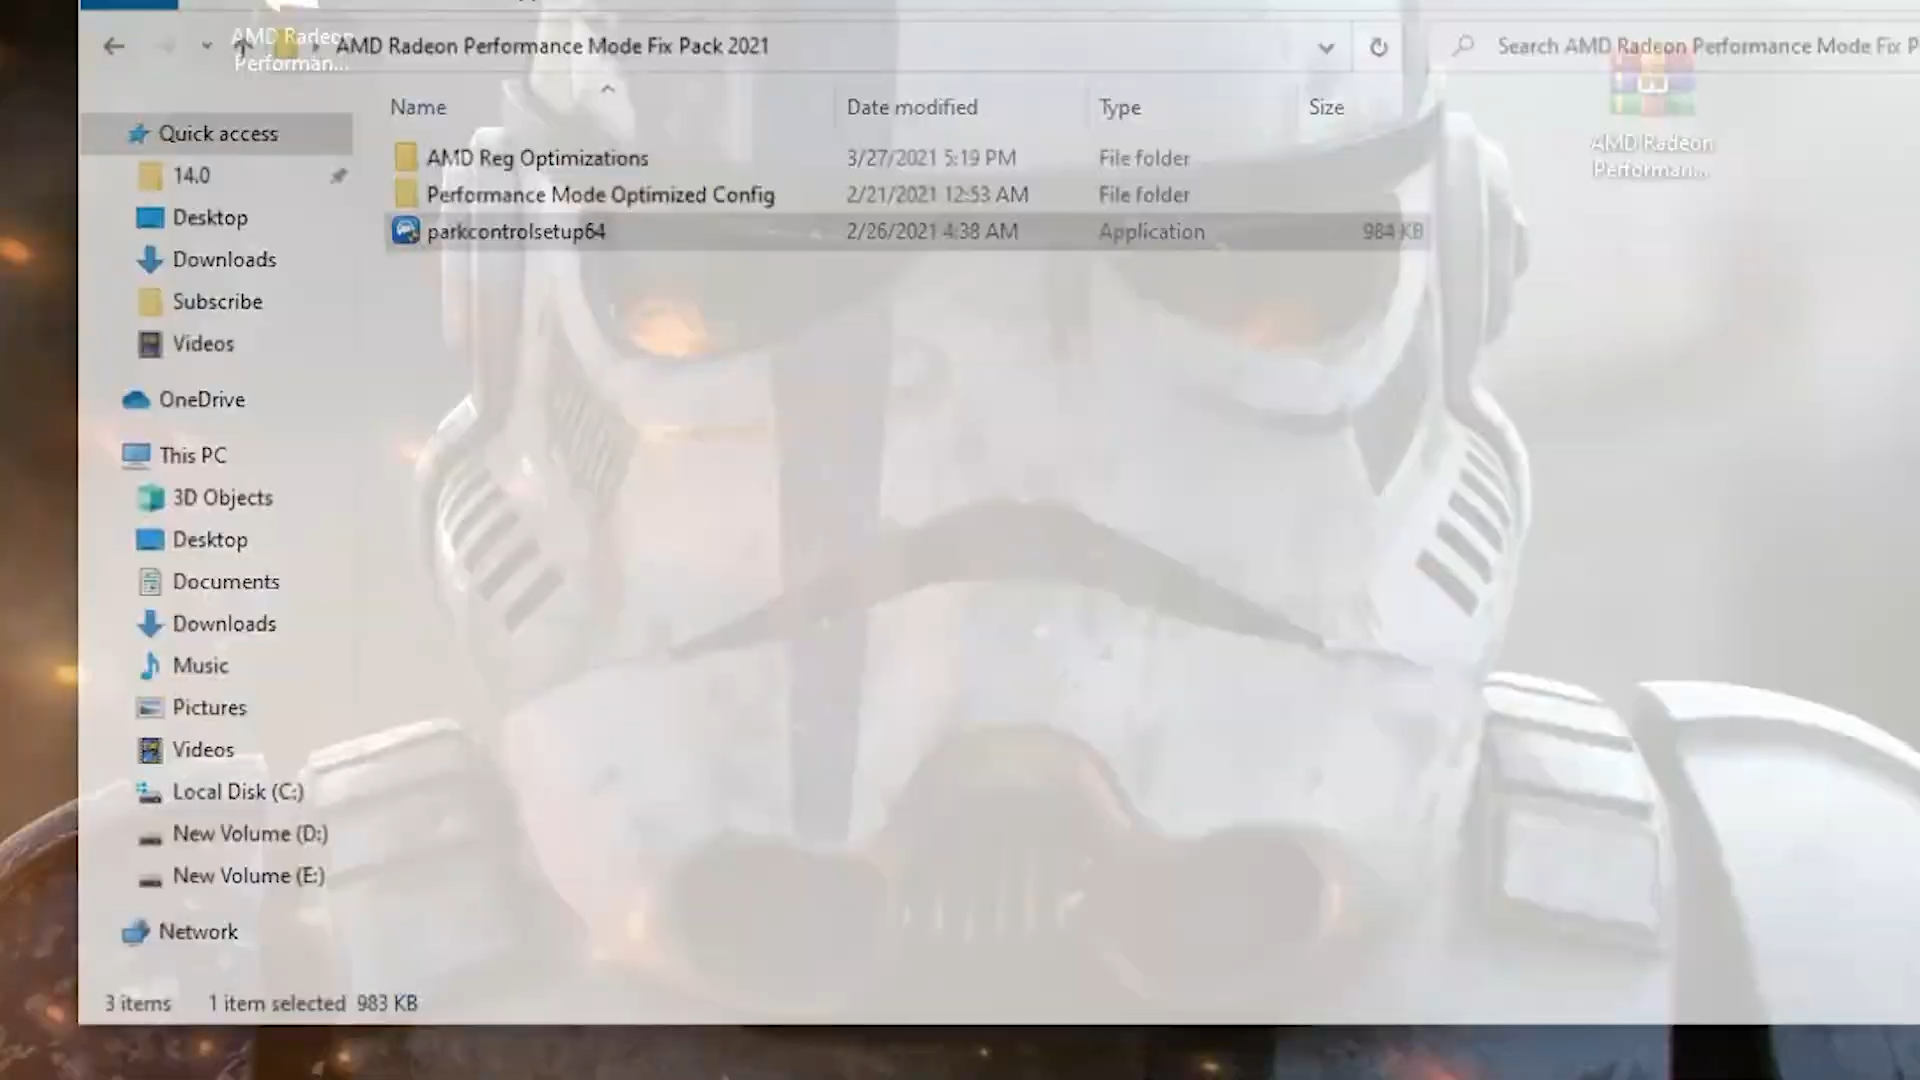 AMD Radeon
Performan...
AMD Radeon Performance Mode Fix Pack 2021
Search AMD Radeon Performance Mode Fix P
Name
Date modified
Type
Size
AMD Reg Optimizations
3/27/2021 5:19 PM
File folder
Performance Mode Optimized Config
2/21/2021 12:53 AM
File folder
parkcontrolsetup64
2/26/2021 4:38 AM
Application
984 KB
AMD Radeon
Performan...
Quick access
14.0
Desktop
Downloads
Subscribe
Videos
OneDrive
This PC
3D Objects
Desktop
Documents
Downloads
Music
Pictures
Videos
Local Disk (C:)
New Volume (D:)
New Volume (E:)
Network
3 items
1 item selected 983 KB